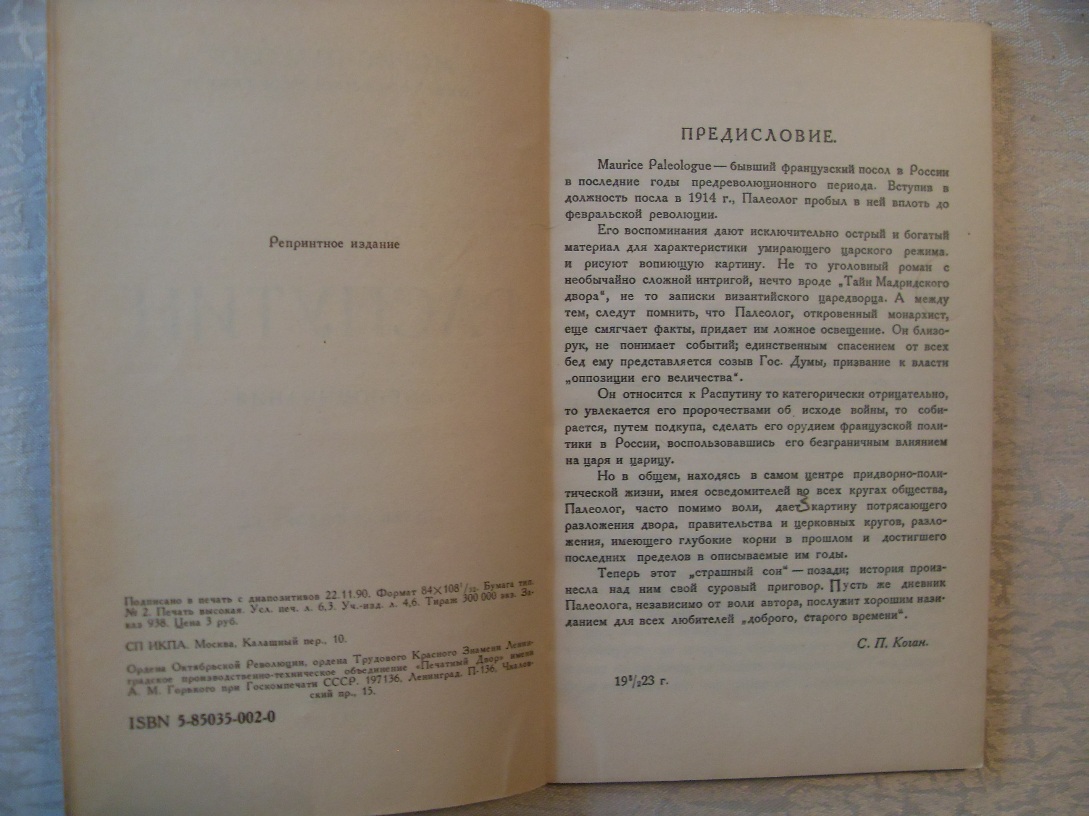 Репринтное издание
Подписано в печать с диапозитивов 22.11.90. Формат 84×108¹/₃₂. Бумага тип.
№ 2. Печать высокая. Усл. печ. л. 6,3. Уч.-изд. л. 4,6. Тираж 300 000 экз. За-
каз 938. Цена 3 руб.
СП ИКПА. Москва, Калашный пер., 10.
Ордена Октябрьской Революции, ордена Трудового Красного Знамени Ленин-
градское производственно-техническое объединение «Печатный Двор» имени
А. М. Горького при Госкомпечати СССР. 197136, Ленинград, П-136, Чкалов-
ский пр., 15.
ISBN 5-85035-002-0
ПРЕДИСЛОВИЕ.
Maurice Paleologue — бывший французский посол в России
в последние годы предреволюционного периода. Вступив в
должность посла в 1914 г., Палеолог пробыл в ней вплоть до
февральской революции.
Его воспоминания дают исключительно острый и богатый
материал для характеристики умирающего царского режима.
и рисуют вопиющую картину. Не то уголовный роман с
необычайно сложной интригой, нечто вроде „Тайн Мадридского
двора“, не то записки византийского царедворца. А между
тем, следут помнить, что Палеолог, откровенный монархист,
еще смягчает факты, придает им ложное освещение. Он близо-
рук, не понимает событий; единственным спасением от всех
бед ему представляется созыв Гос. Думы, призвание к власти
„оппозиции его величества“.
Он относится к Распутину то категорически отрицательно,
то увлекается его пророчествами об исходе войны, то соби-
рается, путем подкупа, сделать его орудием французской поли-
тики в России, воспользовавшись его безграничным влиянием
на царя и царицу.
Но в общем, находясь в самом центре придворно-поли-
тической жизни, имея осведомителей во всех кругах общества,
Палеолог, часто помимо воли, дает картину потрясающего
разложения двора, правительства и церковных кругов, разло-
жения, имеющего глубокие корни в прошлом и достигшего
последних пределов в описываемые им годы.
Теперь этот „страшный сон“ — позади; история произ-
несла над ним свой суровый приговор. Пусть же дневник
Палеолога, независимо от воли автора, послужит хорошим нази-
данием для всех любителей „доброго, старого времени“.
С. П. Коган.
23 г.